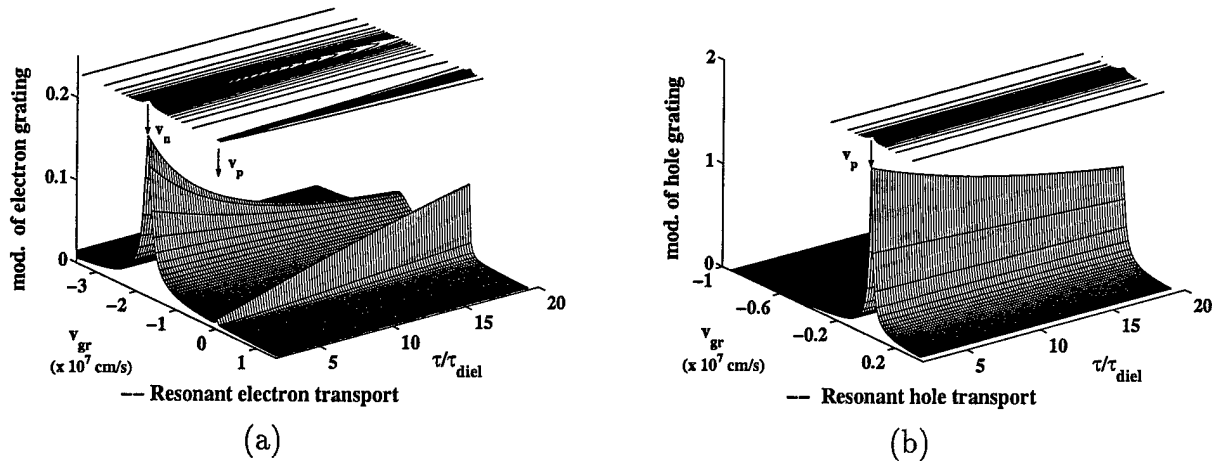 mod. of electron grating
0.2
0.1
0
v_n
v_p
-3
-2
-1
0
1
v_gr
(x 10^7 cm/s)
5
10
15
20
τ/τ_diel
-- Resonant electron transport
(a)
mod. of hole grating
2
1
0
v_p
-1
-0.6
-0.2
0.2
v_gr
(x 10^7 cm/s)
5
10
15
20
τ/τ_diel
-- Resonant hole transport
(b)